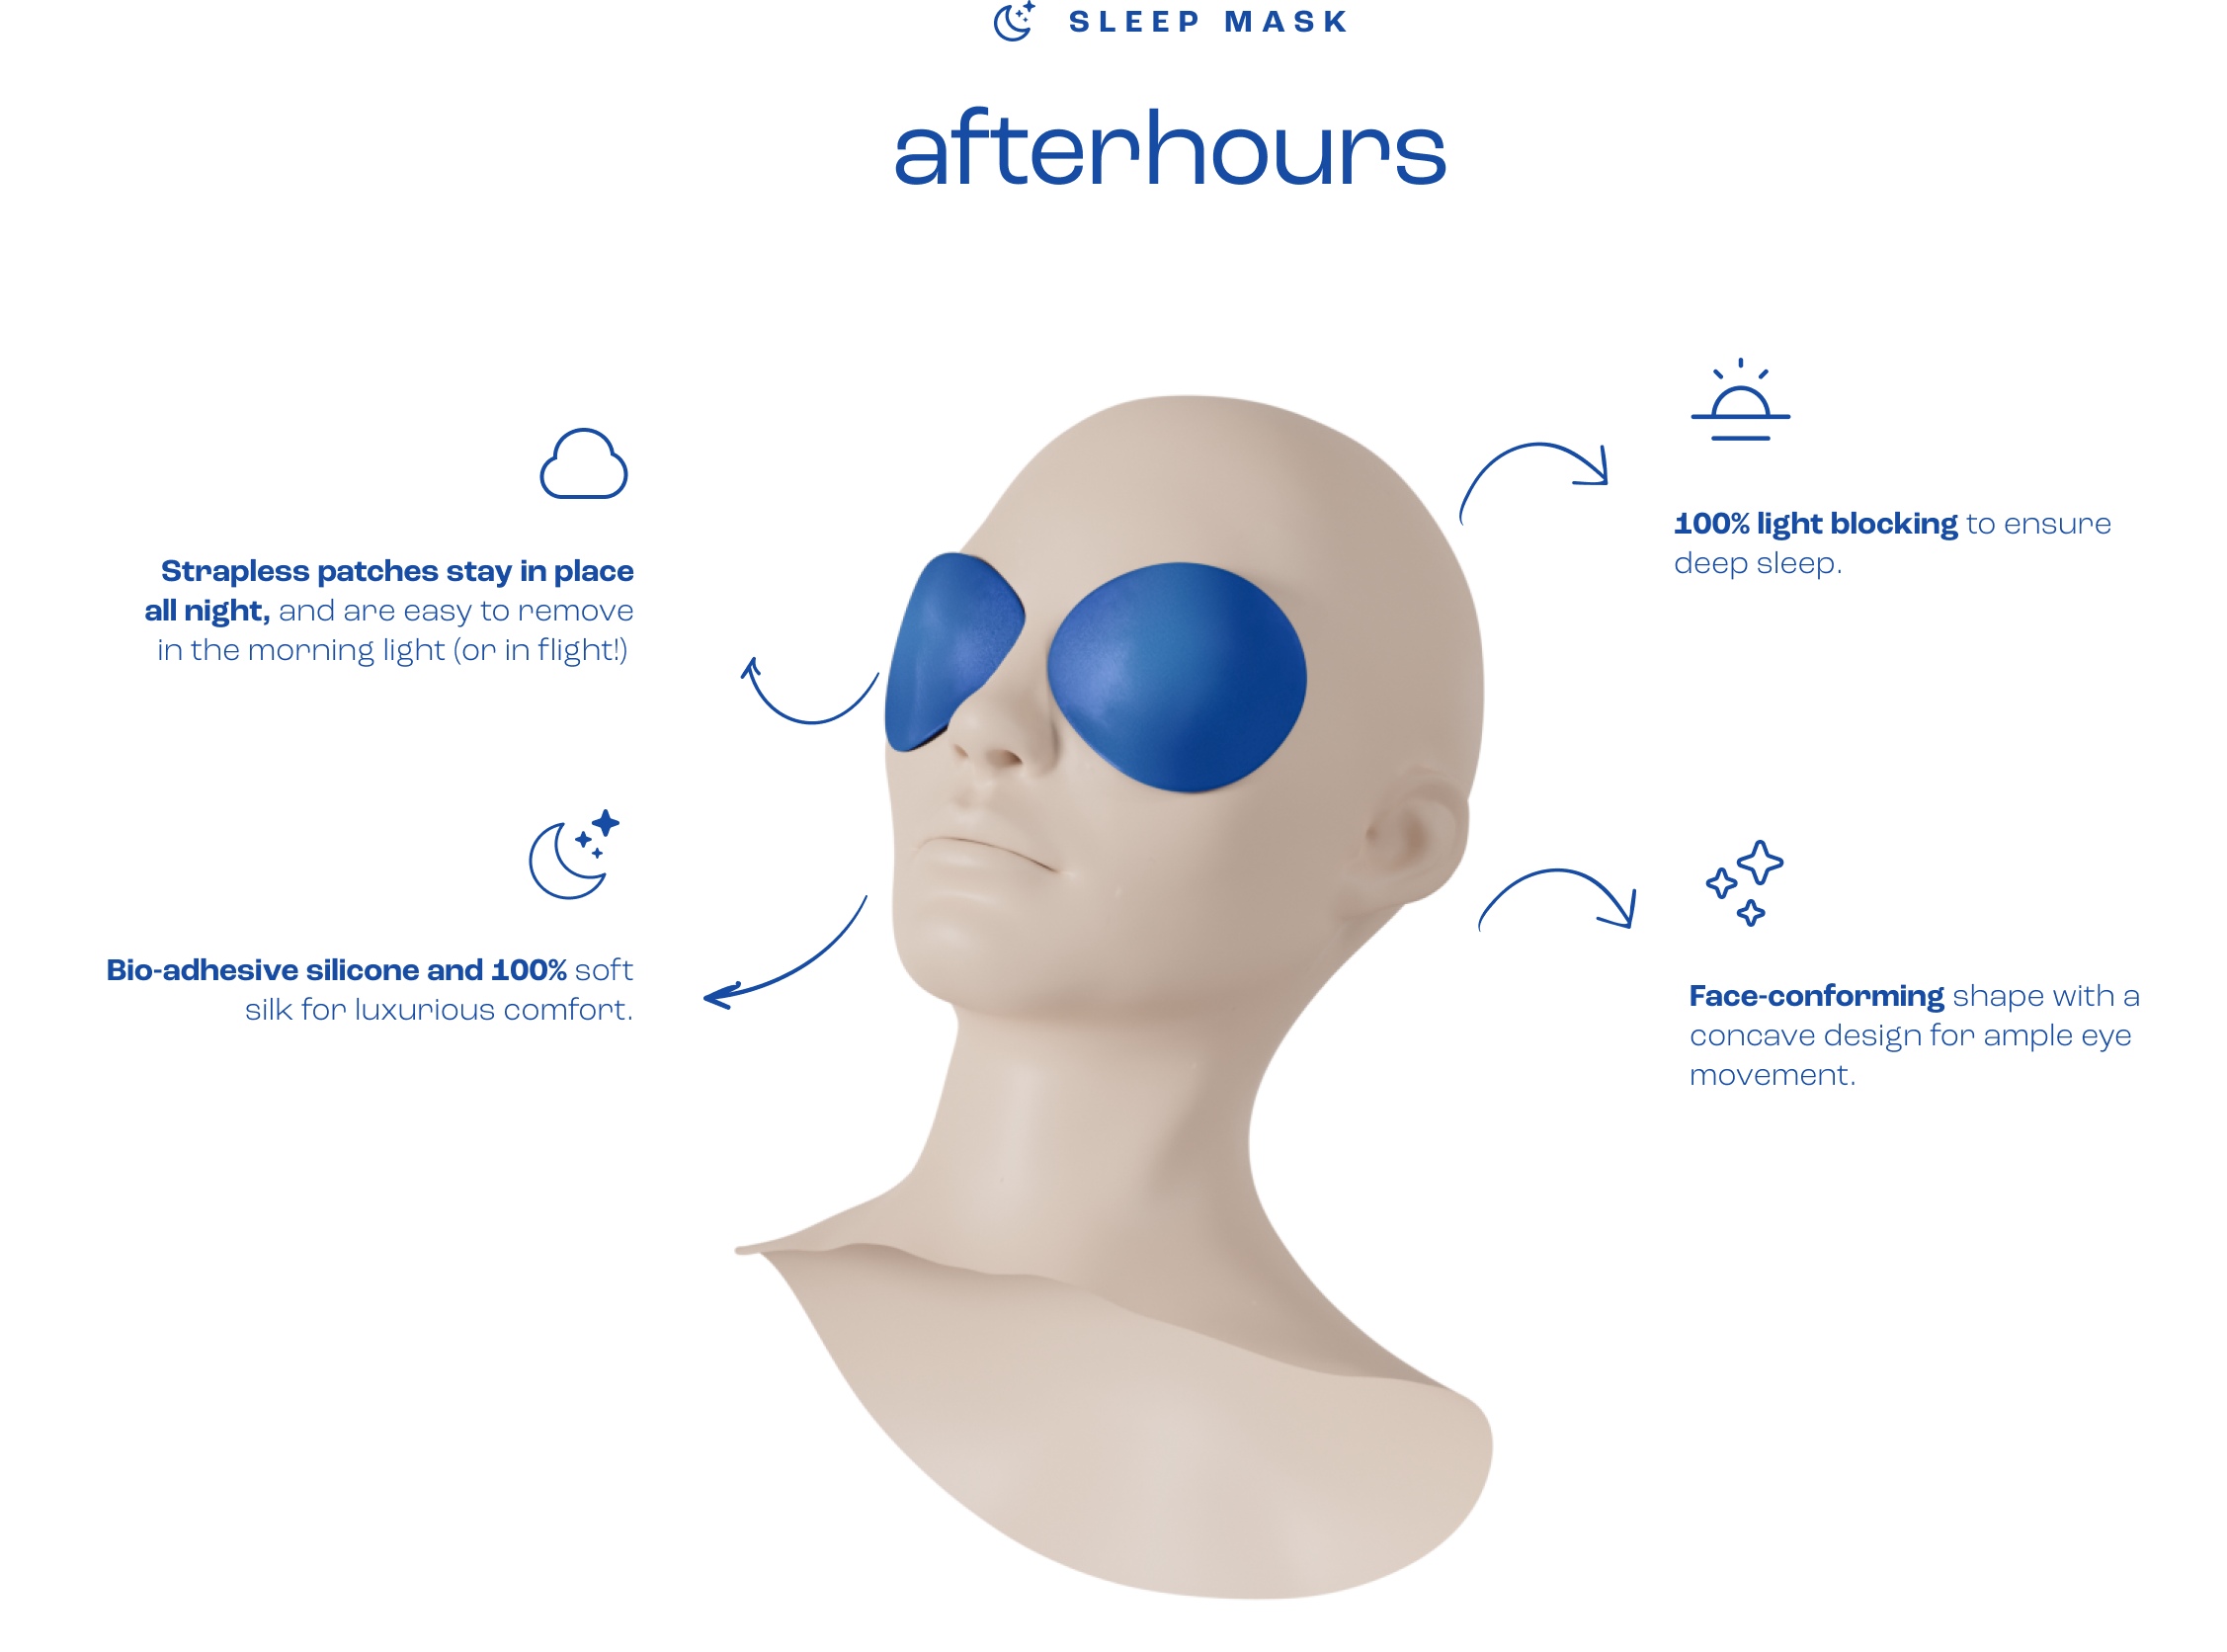 SLEEP MASK
afterhours
Strapless patches stay in place
all night, and are easy to remove
in the morning light (or in flight!)
100% light blocking to ensure
deep sleep.
Bio-adhesive silicone and 100% soft
silk for luxurious comfort.
Face-conforming shape with a
concave design for ample eye
movement.